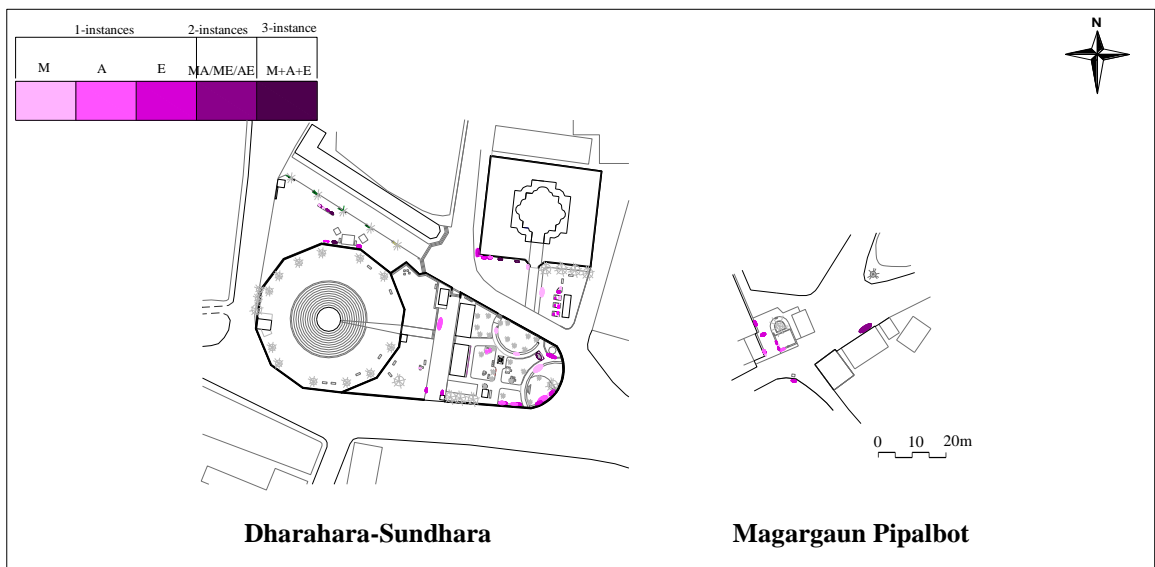 1-instances 2-instances 3-instance
M A E MA/ME/AE M+A+E
N
0 10 20m
Dharahara-Sundhara Magargaun Pipalbot